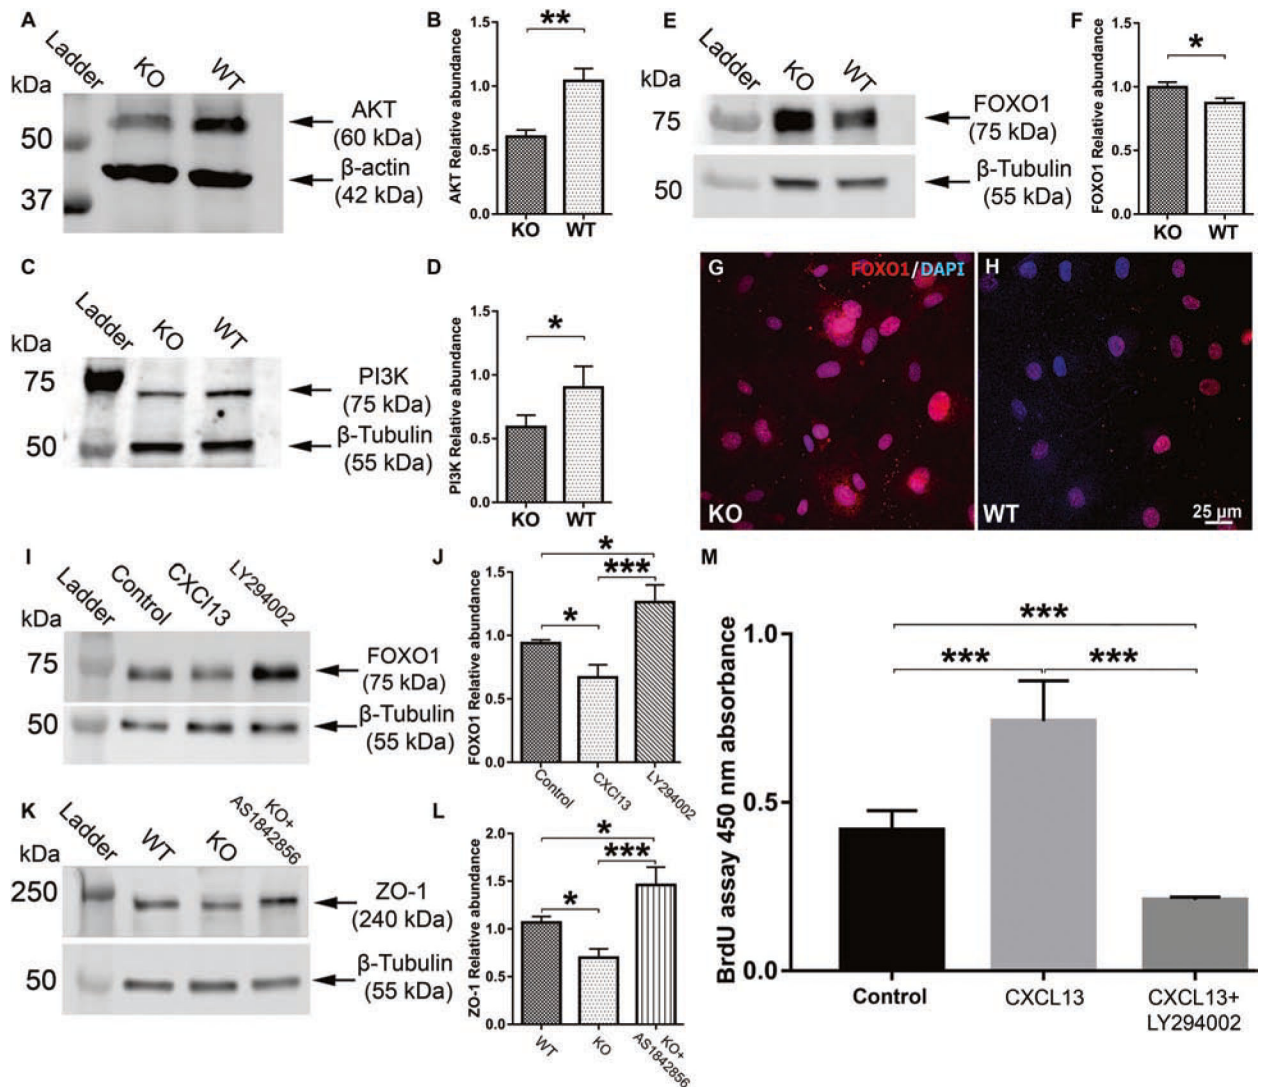 A
Ladder
KO
WT
kDa
50
37
AKT
(60 kDa)
β-actin
(42 kDa)
B
AKT Relative abundance
1.5
1.0
0.5
0.0
**
KO
WT
E
Ladder
KO
WT
kDa
75
50
FOXO1
(75 kDa)
β-Tubulin
(55 kDa)
F
FOXO1 Relative abundance
1.5
1.0
0.5
0.0
*
KO
WT
C
Ladder
KO
WT
kDa
75
50
PI3K
(75 kDa)
β-Tubulin
(55 kDa)
D
PI3K Relative abundance
1.5
1.0
0.5
0.0
*
KO
WT
G
FOXO1/DAPI
KO
H
WT
25 μm
I
Ladder
Control
CXCl13
LY294002
kDa
75
50
FOXO1
(75 kDa)
β-Tubulin
(55 kDa)
J
FOXO1 Relative abundance
1.5
1.0
0.5
0.0
*
***
*
Control
CXCl13
LY294002
K
Ladder
WT
KO
KO+
AS1842856
kDa
250
50
ZO-1
(240 kDa)
β-Tubulin
(55 kDa)
L
ZO-1 Relative abundance
2.0
1.5
1.0
0.5
0.0
*
***
*
WT
KO
KO+
AS1842856
M
BrdU assay 450 nm absorbance
1.0
0.5
0.0
***
***
***
Control
CXCL13
CXCL13+
LY294002